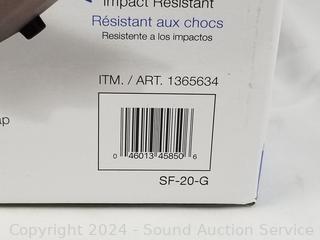 Impact Resistant
Résistant aux chocs
Resistente a los impactos
ITM. / ART. 1365634
0 46013 45850 6
SF-20-G
Copyright 2024 - Sound Auction Service